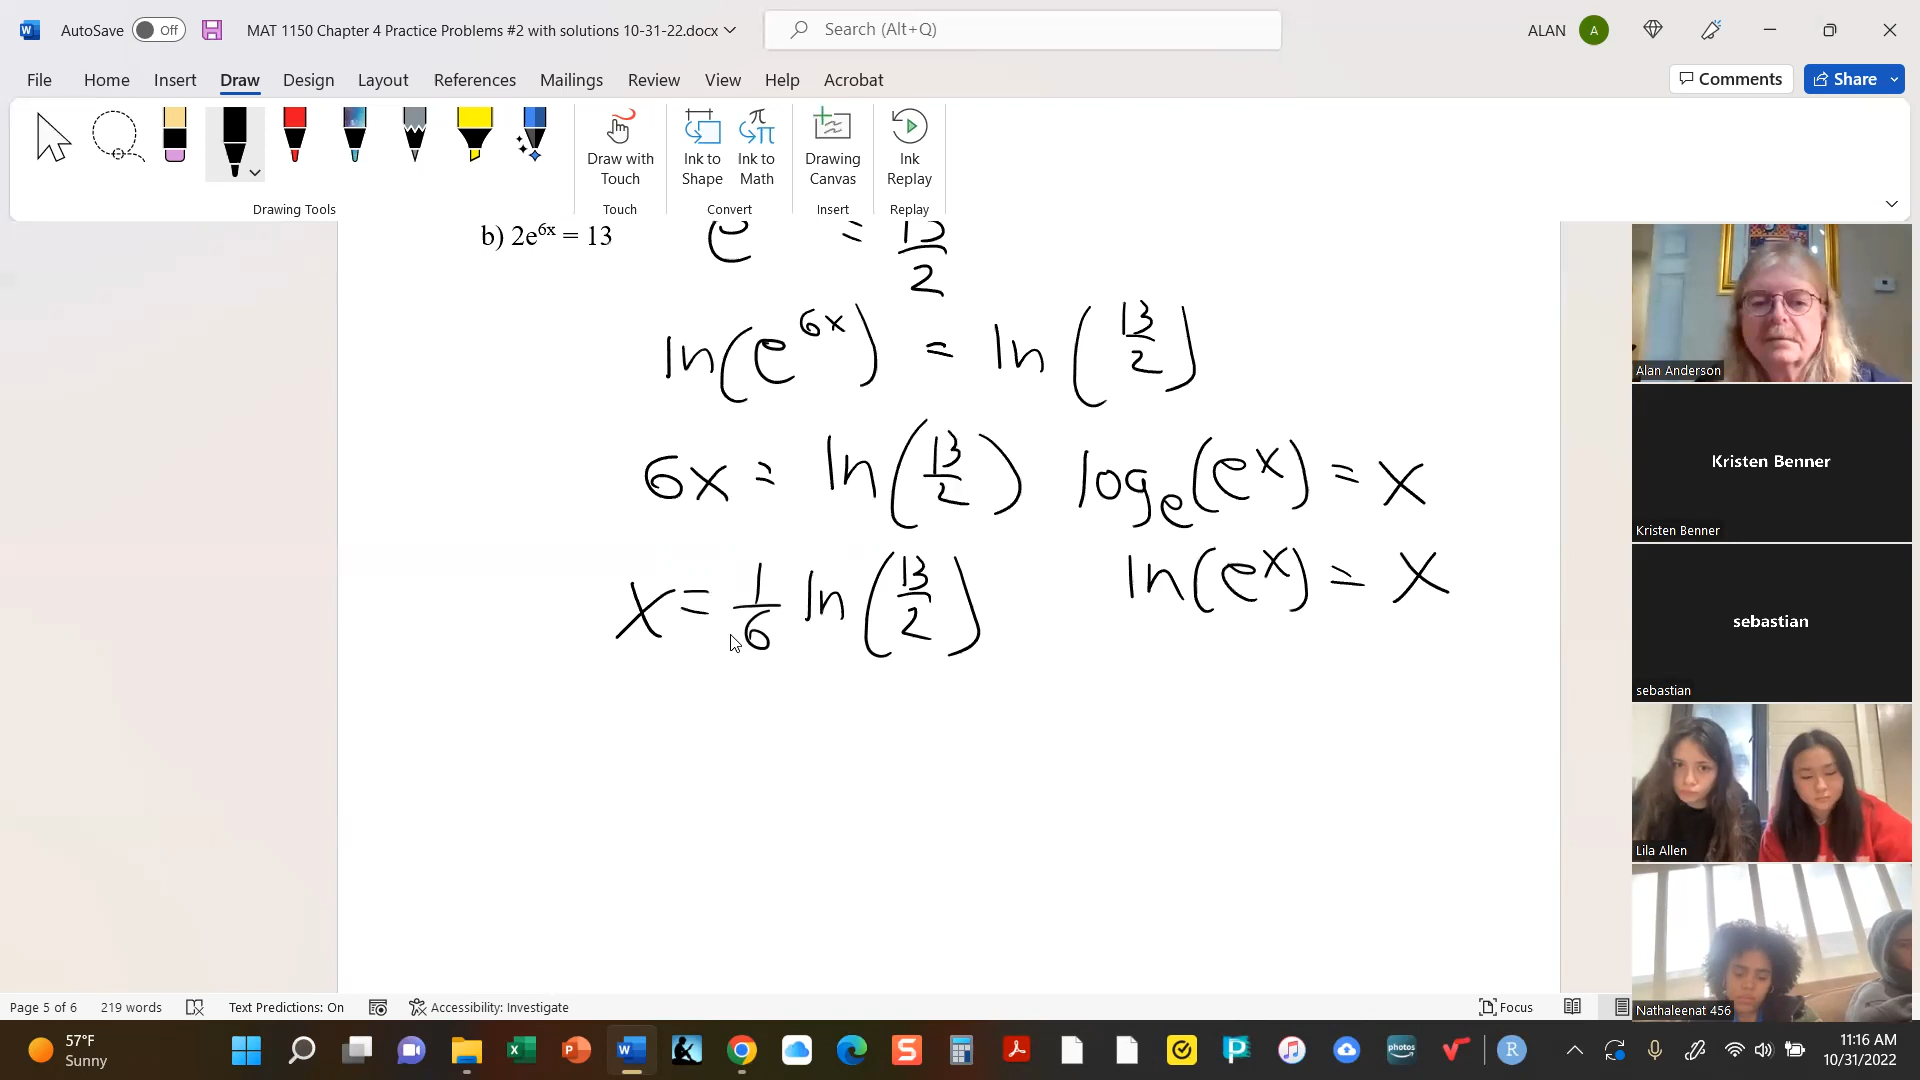 AutoSave Off MAT 1150 Chapter 4 Practice Problems #2 with solutions 10-31-22.docx Search (Alt+Q) ALAN A
File Home Insert Draw Design Layout References Mailings Review View Help Acrobat Comments Share
Draw with Touch
Ink to Shape
Ink to Math
Drawing Canvas
Ink Replay
Drawing Tools Touch Convert Insert Replay
b) 2e^6x = 13
e = 13/2
ln(e^6x) = ln(13/2)
6x = ln(13/2) log_e(e^x) = x
x = 1/6 ln(13/2) ln(e^x) = x
Alan Anderson
Kristen Benner
Kristen Benner
sebastian
sebastian
Lila Allen
Nathaleenat 456
Page 5 of 6 219 words Text Predictions: On Accessibility: Investigate Focus
57°F
Sunny
photos
R
11:16 AM
10/31/2022